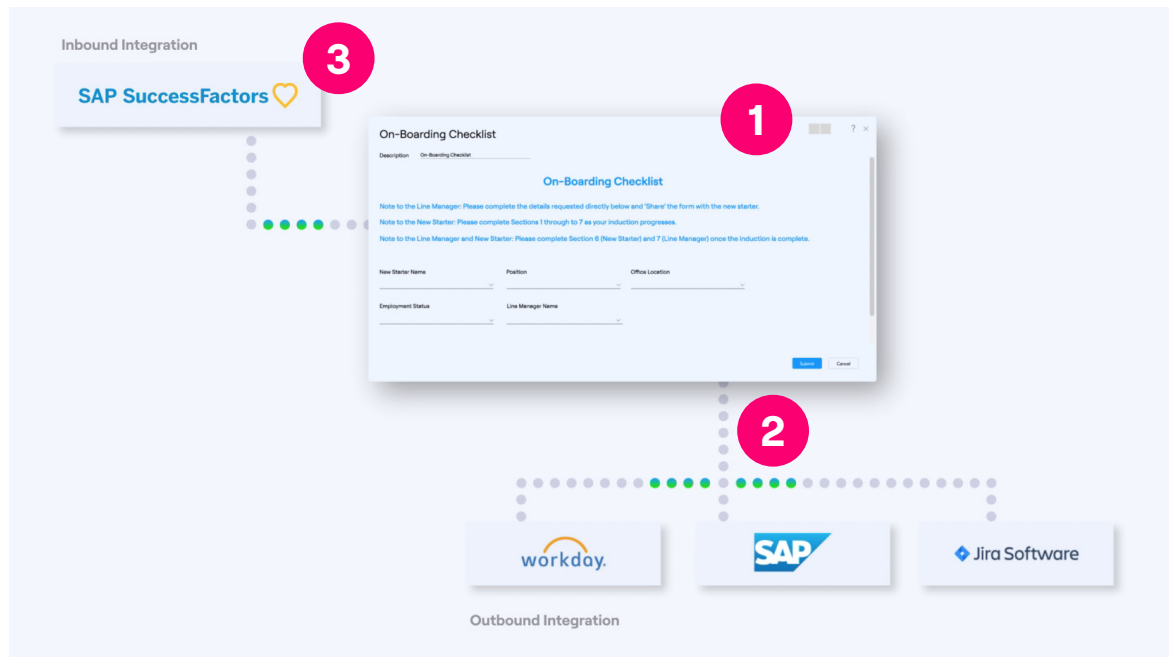 Inbound Integration
3
SAP SuccessFactors
1
On-Boarding Checklist
? ×
Description On-Boarding Checklist
On-Boarding Checklist
Note to the Line Manager: Please complete the details requested directly below and 'Share' the form with the new starter.
Note to the New Starter: Please complete Sections 1 through to 7 as your induction progresses.
Note to the Line Manager and New Starter: Please complete Section 6 (New Starter) and 7 (Line Manager) once the induction is complete.
New Starter Name Position Office Location
Employment Status Line Manager Name
Submit Cancel
2
workday.
SAP
Jira Software
Outbound Integration